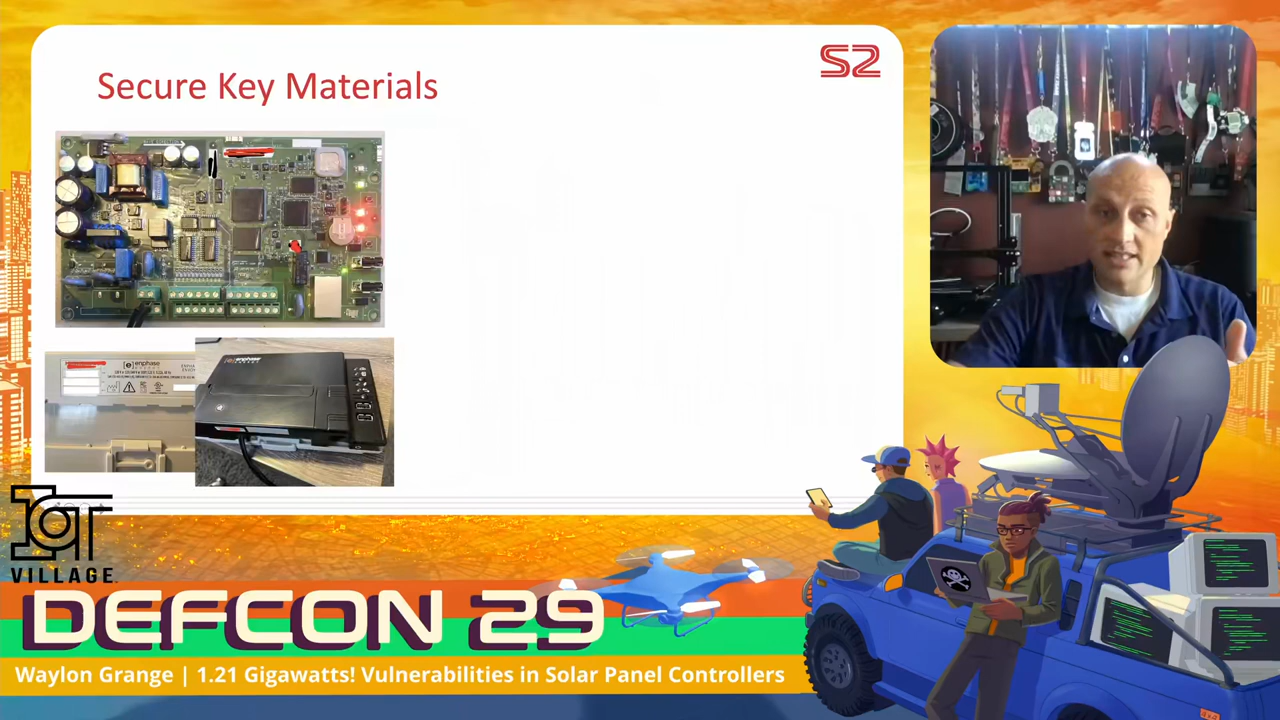 S2
Secure Key Materials
enphase
enphase
IoT
VILLAGE
DEFCON 29
Waylon Grange | 1.21 Gigawatts! Vulnerabilities in Solar Panel Controllers